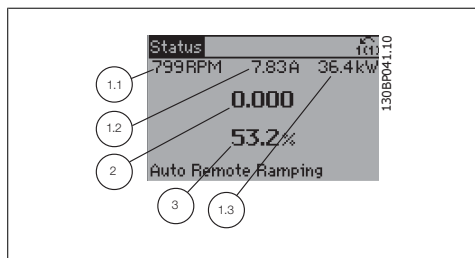 Status 1(1)
799RPM 7.83A 36.4kW
0.000
53.2%
Auto Remote Ramping
1.1
1.2
2
3
1.3
130BP041.10